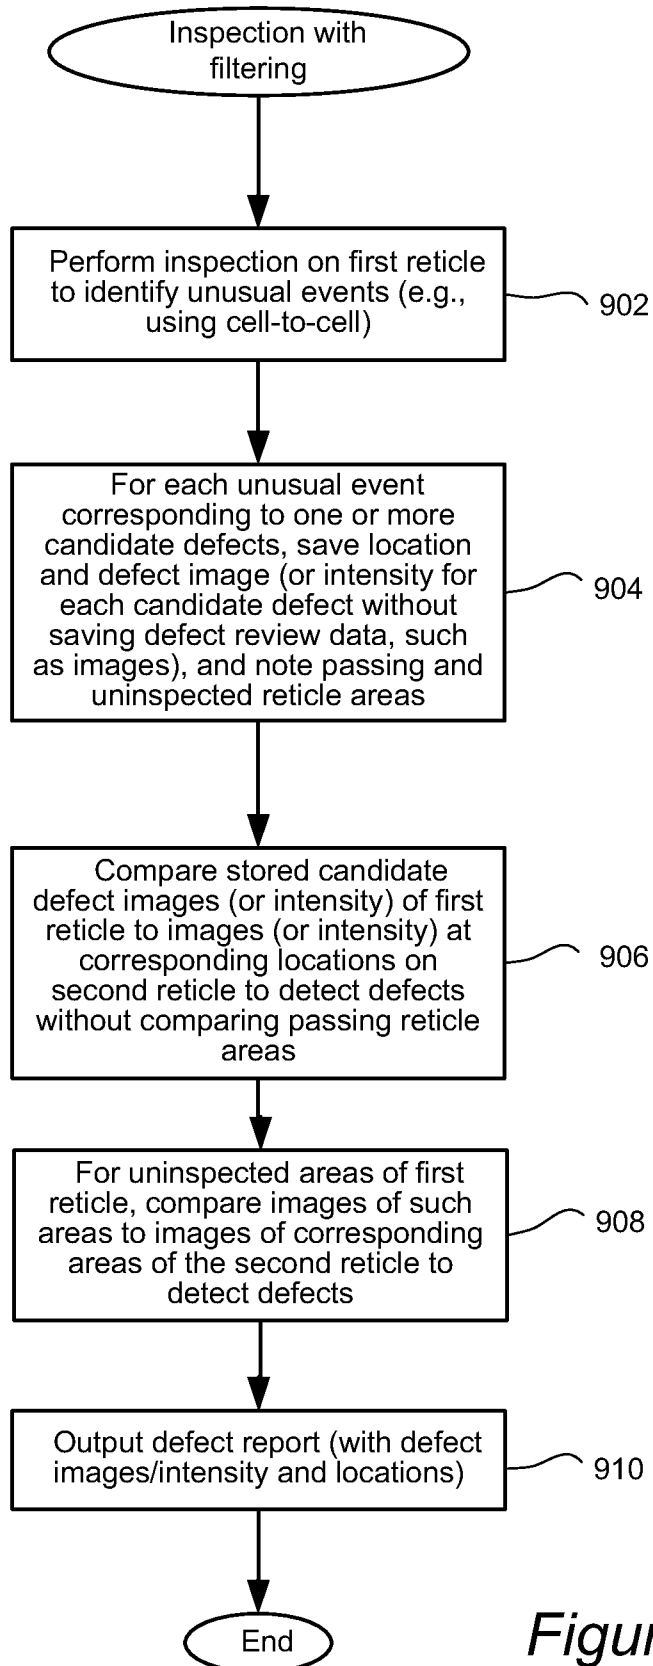 Inspection with
filtering
Perform inspection on first reticle
to identify unusual events (e.g.,
using cell-to-cell)
902
For each unusual event
corresponding to one or more
candidate defects, save location
and defect image (or intensity for
each candidate defect without
saving defect review data, such
as images), and note passing and
uninspected reticle areas
904
Compare stored candidate
defect images (or intensity) of first
reticle to images (or intensity) at
corresponding locations on
second reticle to detect defects
without comparing passing reticle
areas
906
For uninspected areas of first
reticle, compare images of such
areas to images of corresponding
areas of the second reticle to
detect defects
908
Output defect report (with defect
images/intensity and locations)
910
End